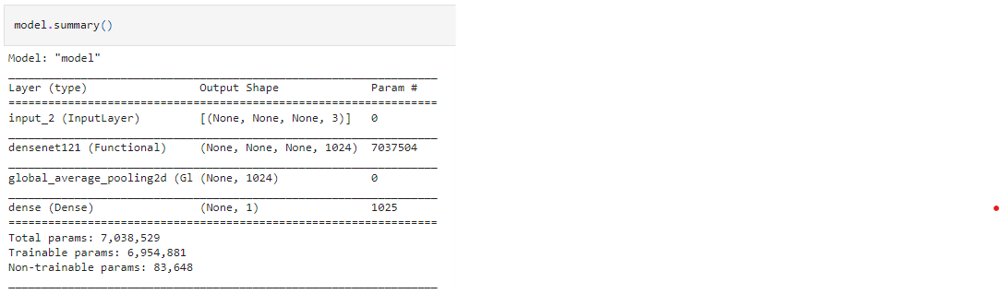 model.summary()
Model: "model"
_________________________________________________________________
Layer (type)                 Output Shape              Param #
=================================================================
input_2 (InputLayer)         [(None, None, None, 3)]   0
_________________________________________________________________
densenet121 (Functional)     (None, None, None, 1024)  7037504
_________________________________________________________________
global_average_pooling2d (Gl (None, 1024)              0
_________________________________________________________________
dense (Dense)                (None, 1)                 1025
=================================================================
Total params: 7,038,529
Trainable params: 6,954,881
Non-trainable params: 83,648
_________________________________________________________________